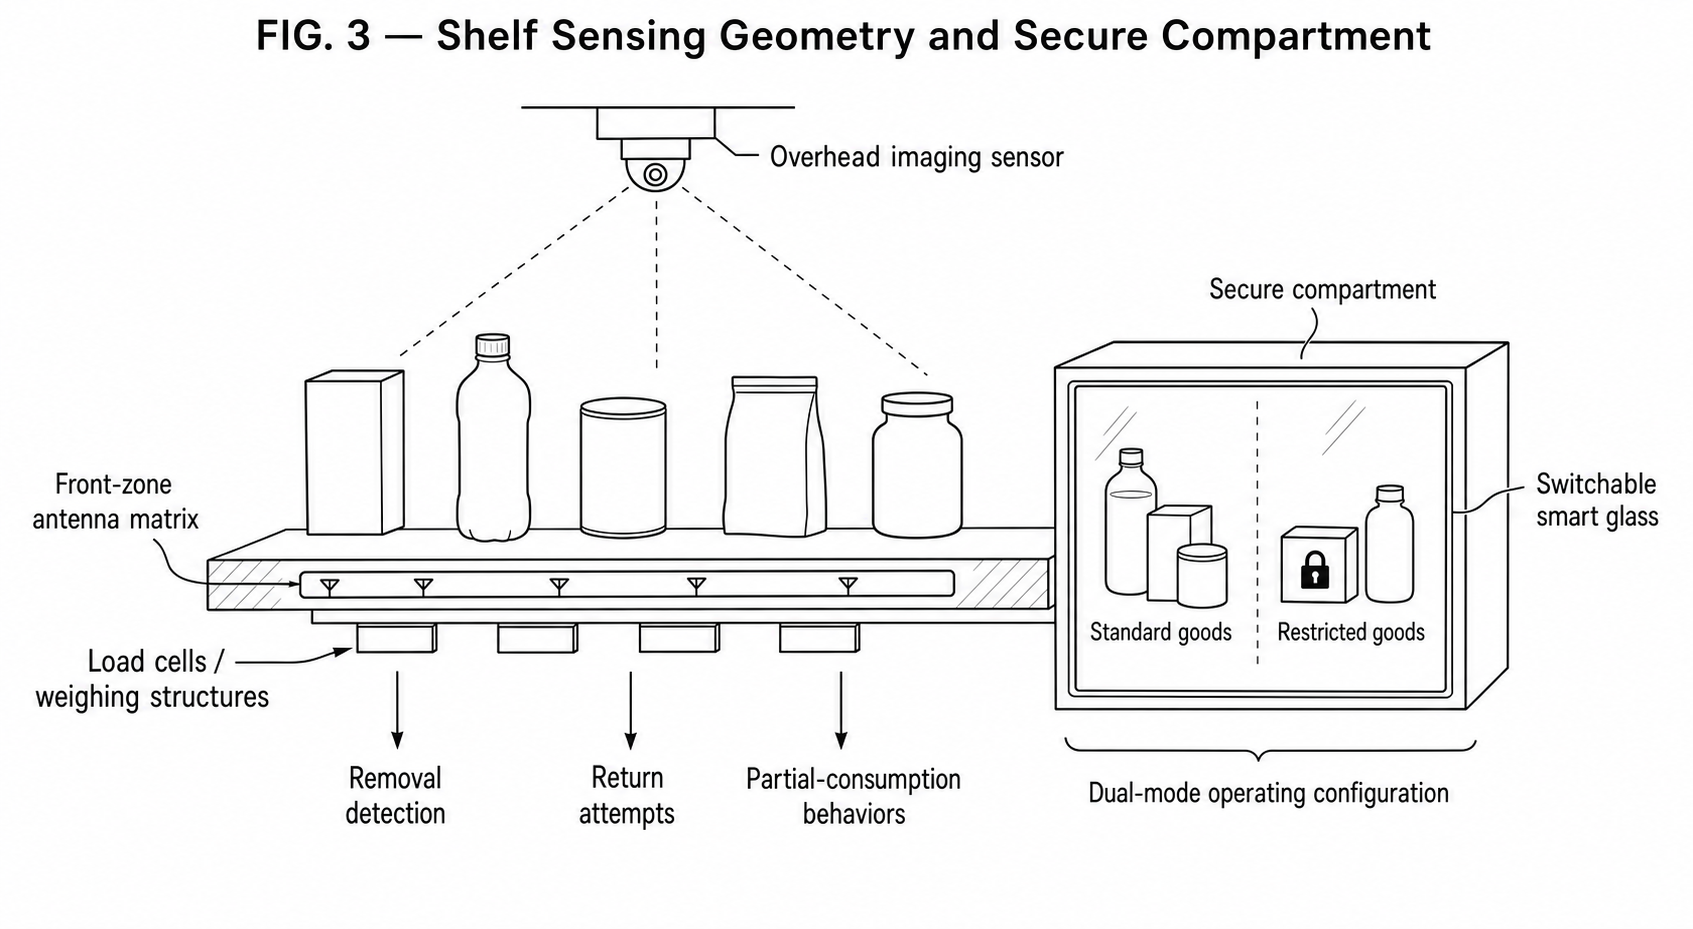 FIG. 3 — Shelf Sensing Geometry and Secure Compartment
Overhead imaging sensor
Secure compartment
Front-zone
antenna matrix
Switchable
smart glass
Standard goods
Restricted goods
Load cells /
weighing structures
Removal
detection
Return
attempts
Partial-consumption
behaviors
Dual-mode operating configuration